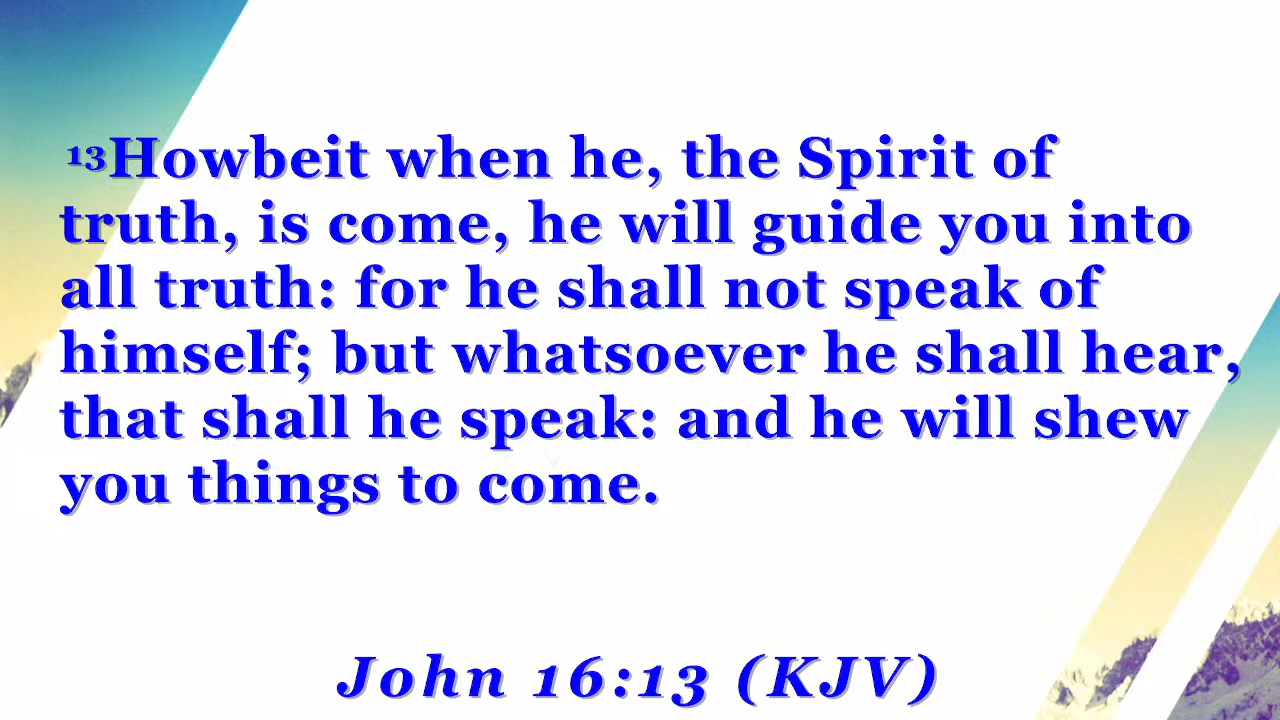 13Howbeit when he, the Spirit of
truth, is come, he will guide you into
all truth: for he shall not speak of
himself; but whatsoever he shall hear,
that shall he speak: and he will shew
you things to come.
John 16:13 (KJV)